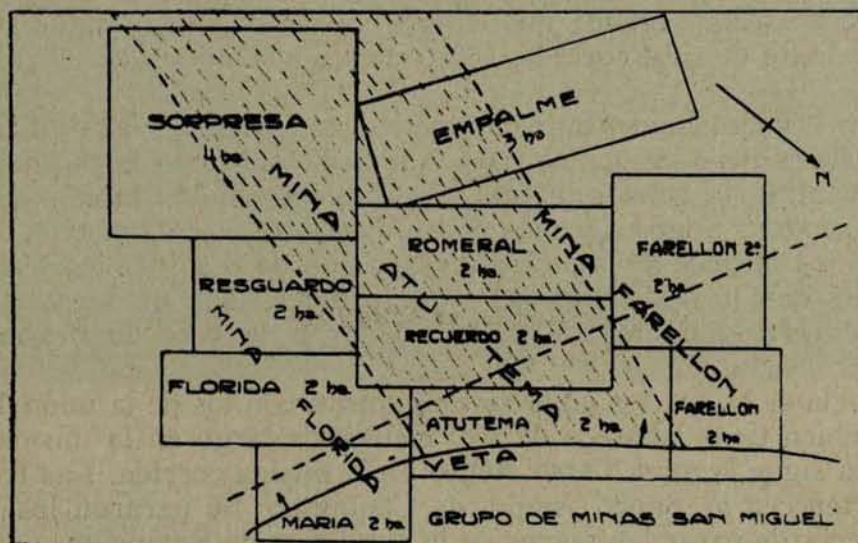 SORPRESA
4 ha.
EMPALME
3 ha
MINA
MINA
N
ROMERAL
2 ha.
FARELLON 2º
2 ha.
RESGUARDO
2 ha.
ATUTEMA
RECUERDO 2 ha.
MINA
FARELLON
FLORIDA 2 ha.
FLORIDA
ATUTEMA 2 ha.
FARELLON
2 ha.
VETA
MARIA 2 ha.
GRUPO DE MINAS SAN MIGUEL